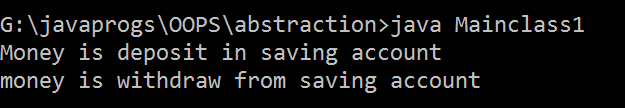 G:\javaprogs\OOPS\abstraction>java Mainclass1
Money is deposit in saving account
money is withdraw from saving account